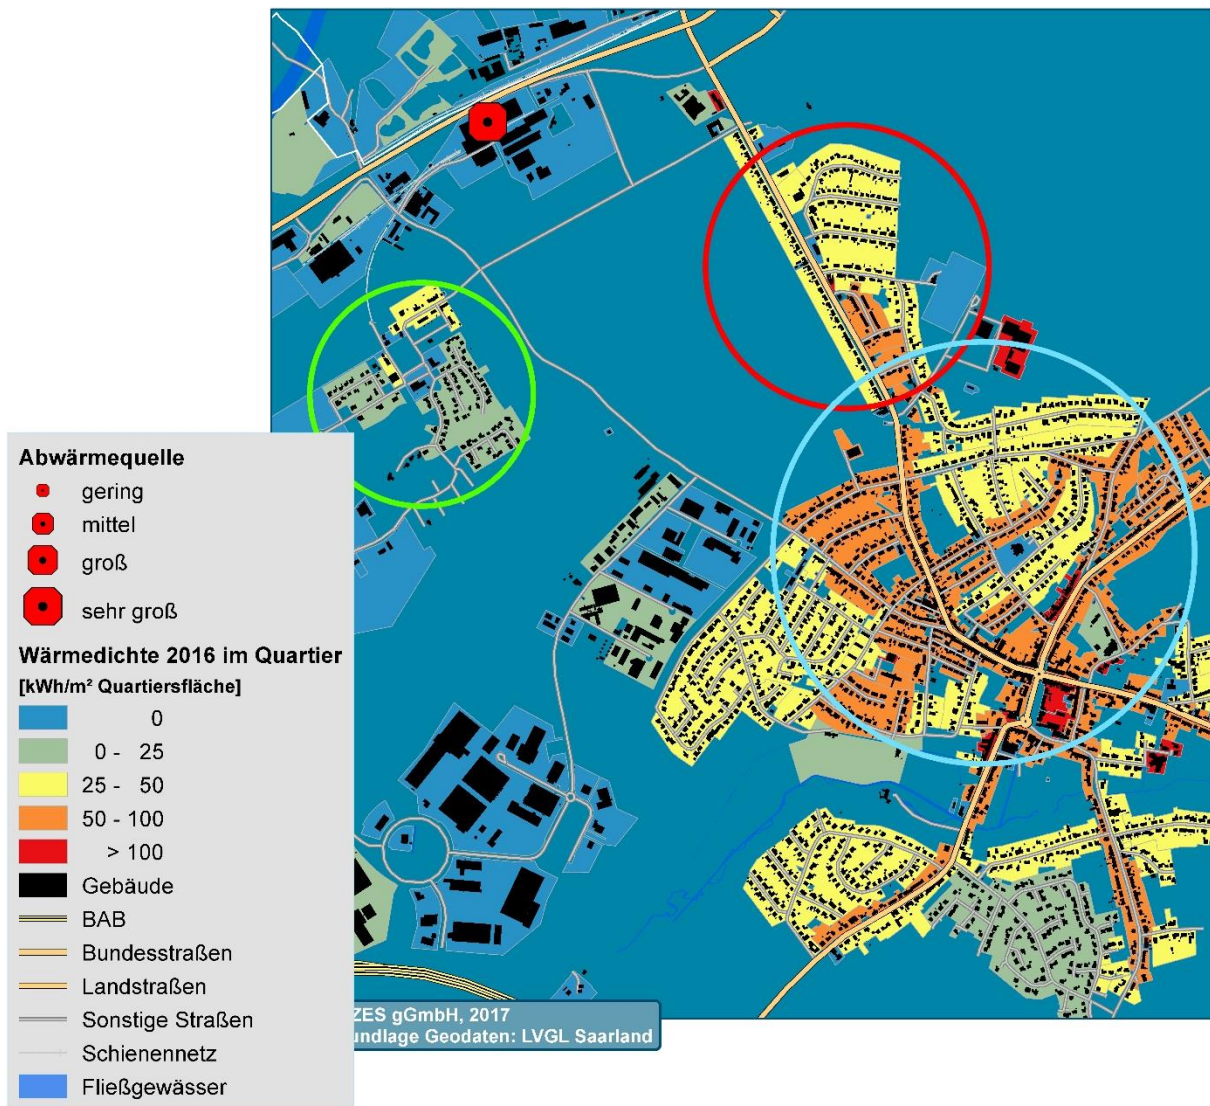 Abwärmequelle
gering
mittel
groß
sehr groß
Wärmedichte 2016 im Quartier
[kWh/m² Quartiersfläche]
0
0 - 25
25 - 50
50 - 100
> 100
Gebäude
BAB
Bundesstraßen
Landstraßen
Sonstige Straßen
Schienennetz
Fließgewässer
ZES gGmbH, 2017
undlage Geodaten: LVGL Saarland